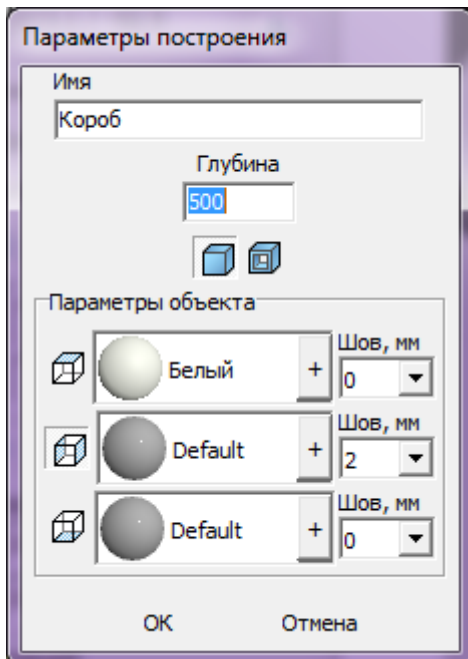 Параметры построения
Имя
Короб
Глубина
500
Параметры объекта
Белый
+
Шов, мм
0
Default
+
Шов, мм
2
Default
+
Шов, мм
0
OK
Отмена